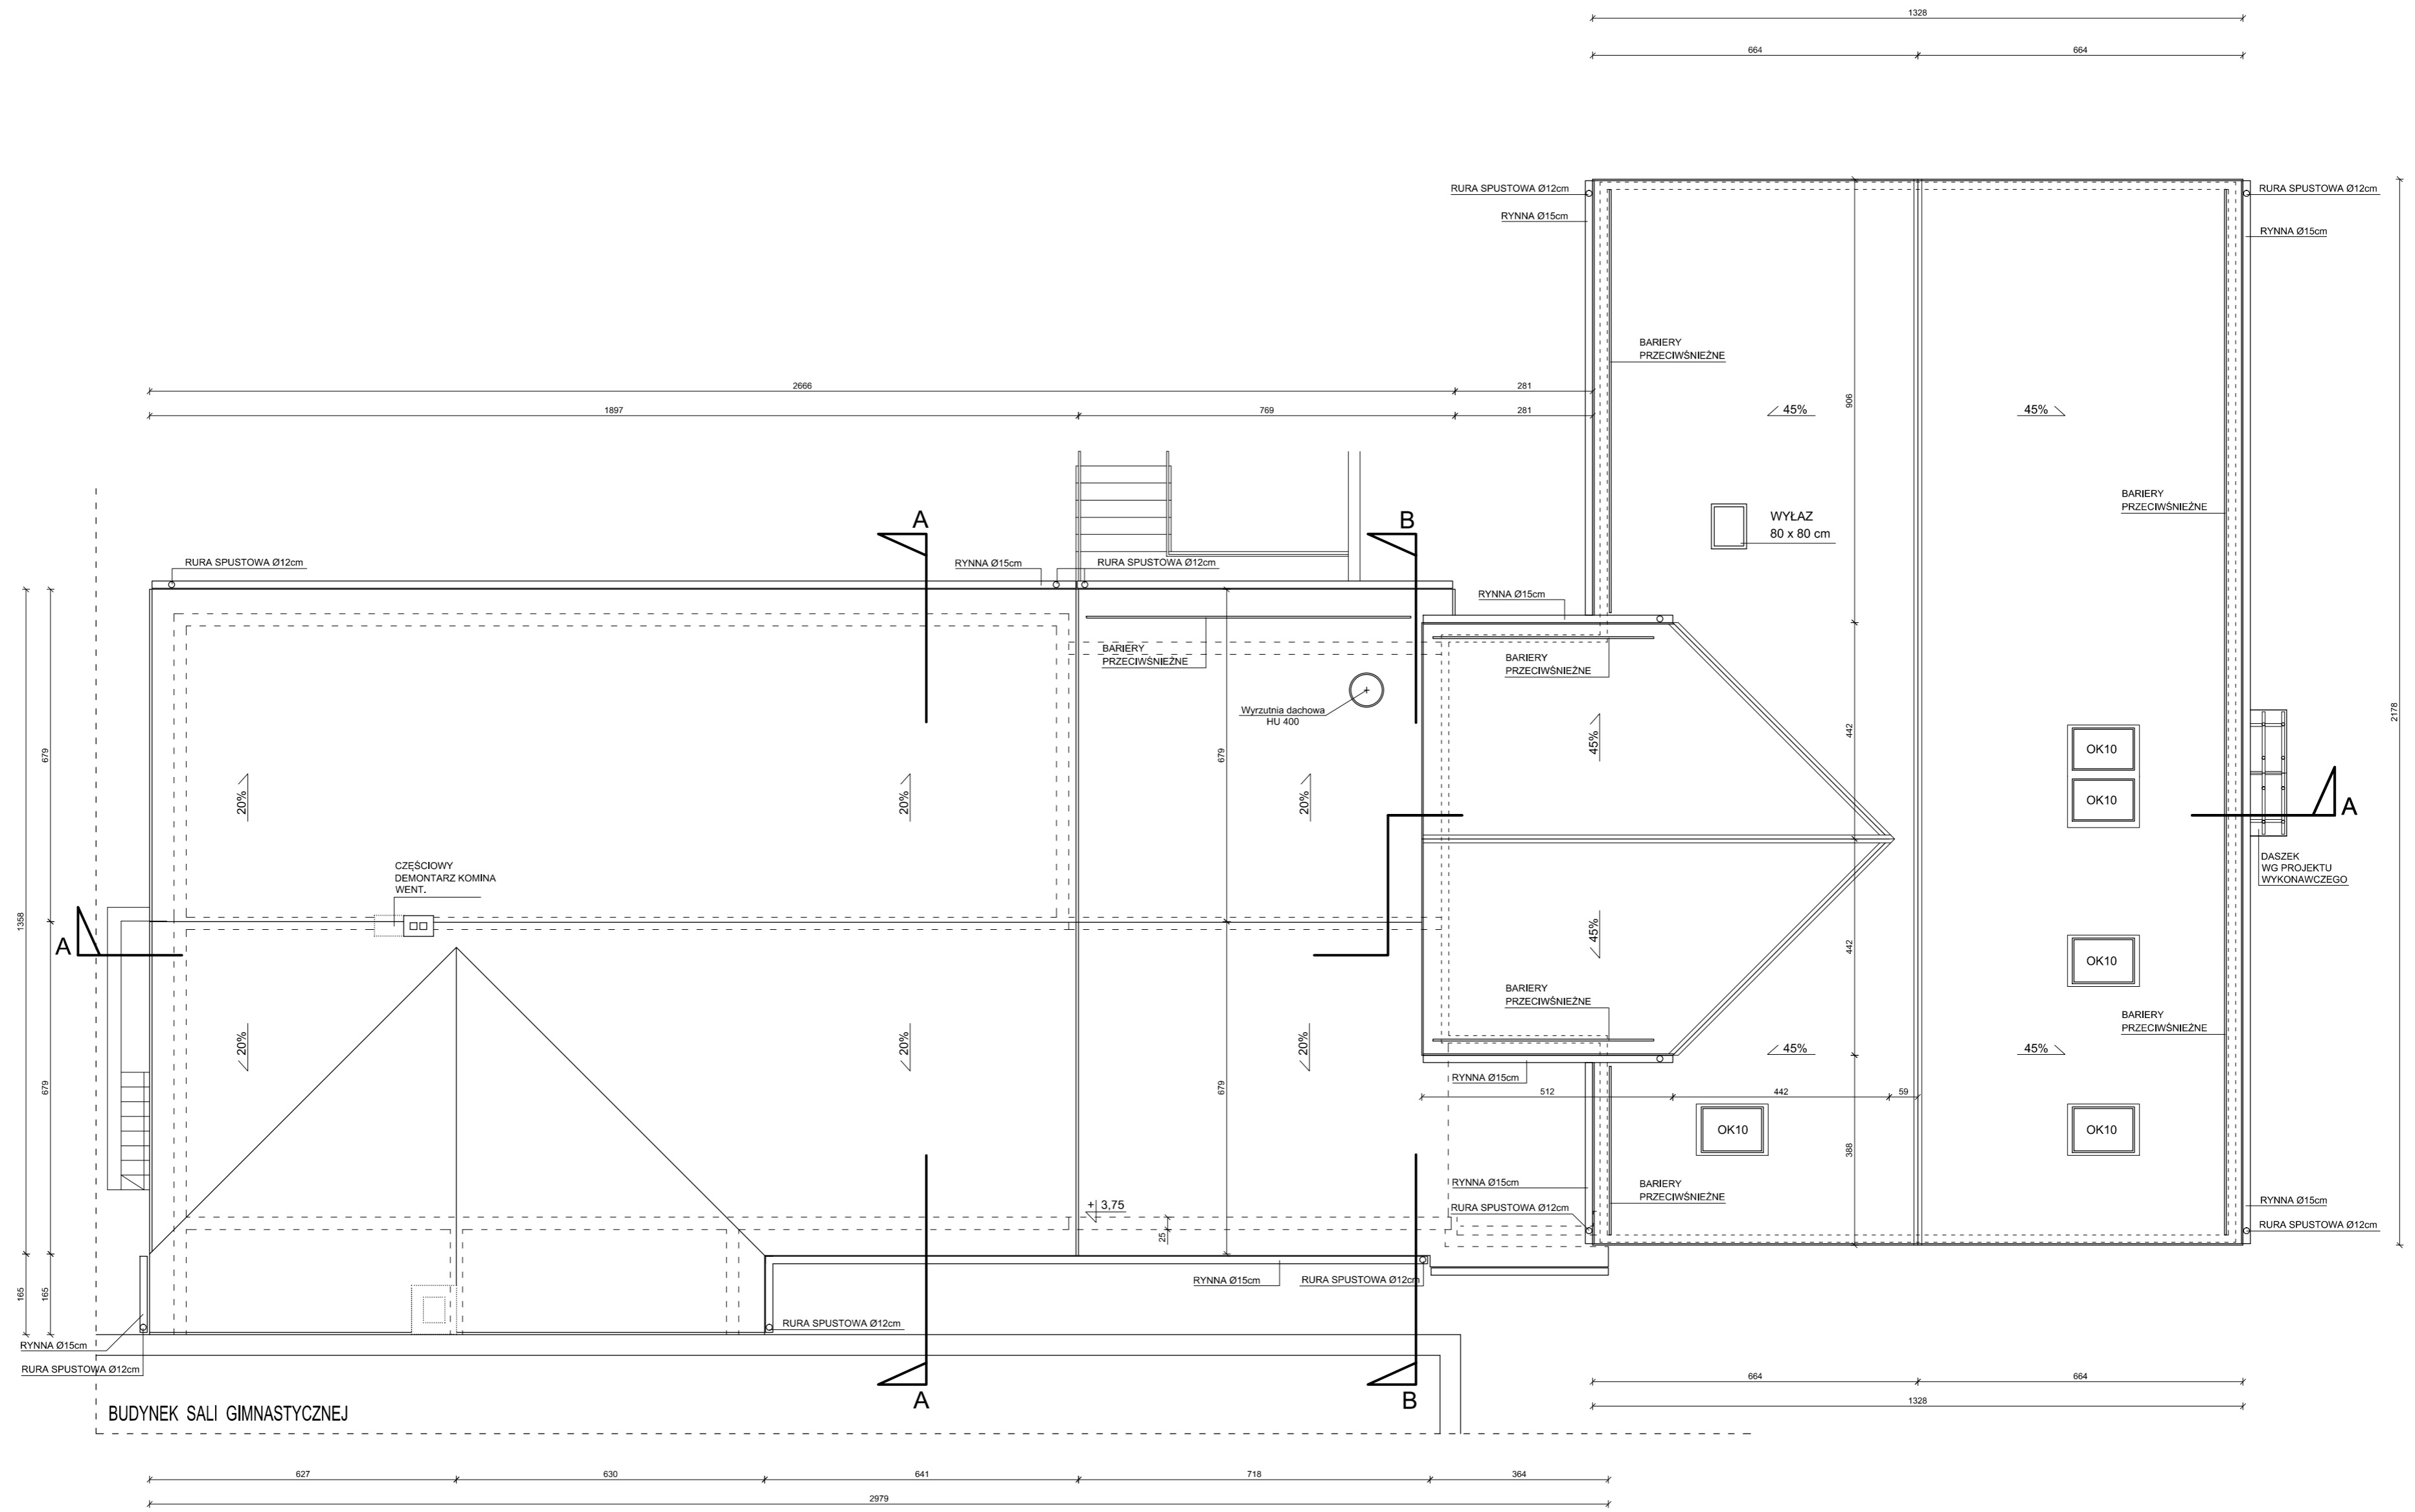 1328
664
664
RURA SPUSTOWA Ø12cm
RURA SPUSTOWA Ø12cm
RYNNA Ø15cm
RYNNA Ø15cm
BARIERY
PRZECIWŚNIEŻNE
2666
281
1897
769
281
906
45%
45%
BARIERY
PRZECIWŚNIEŻNE
WYŁAZ
80 x 80 cm
A
B
RURA SPUSTOWA Ø12cm
RYNNA Ø15cm
RURA SPUSTOWA Ø12cm
RYNNA Ø15cm
BARIERY
PRZECIWŚNIEŻNE
BARIERY
PRZECIWŚNIEŻNE
Wyrzutnia dachowa
HU 400
45%
442
2178
679
679
OK10
OK10
20%
20%
20%
A
DASZEK
WG PROJEKTU
WYKONAWCZEGO
CZĘŚCIOWY
DEMONTARZ KOMINA
WENT.
1358
A
45%
442
OK10
BARIERY
PRZECIWŚNIEŻNE
BARIERY
PRZECIWŚNIEŻNE
20%
20%
20%
45%
45%
679
679
RYNNA Ø15cm
512
442
59
OK10
OK10
388
RYNNA Ø15cm
BARIERY
PRZECIWŚNIEŻNE
RURA SPUSTOWA Ø12cm
+ 3,75
25
RYNNA Ø15cm
RURA SPUSTOWA Ø12cm
165
165
RYNNA Ø15cm
RURA SPUSTOWA Ø12cm
RURA SPUSTOWA Ø12cm
RYNNA Ø15cm
RURA SPUSTOWA Ø12cm
A
B
664
664
1328
BUDYNEK SALI GIMNASTYCZNEJ
627
630
641
718
364
2979